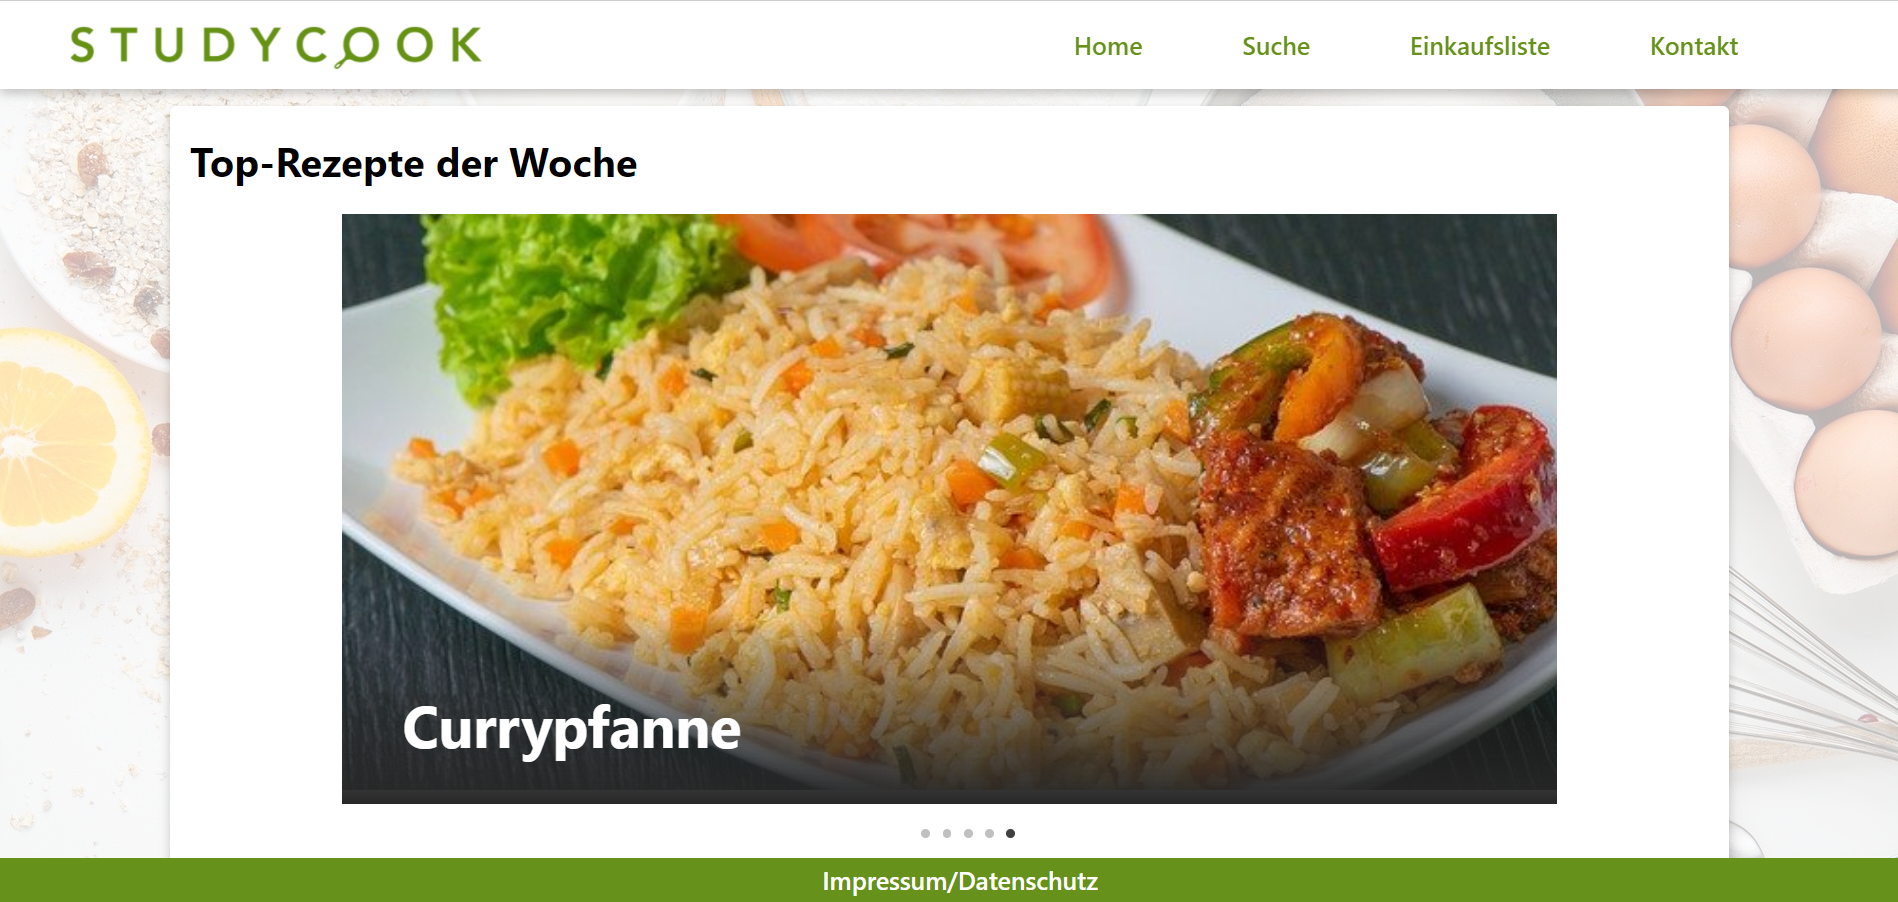 STUDYCOOK
Home Suche Einkaufsliste Kontakt
Top-Rezepte der Woche
Currypfanne
Impressum/Datenschutz